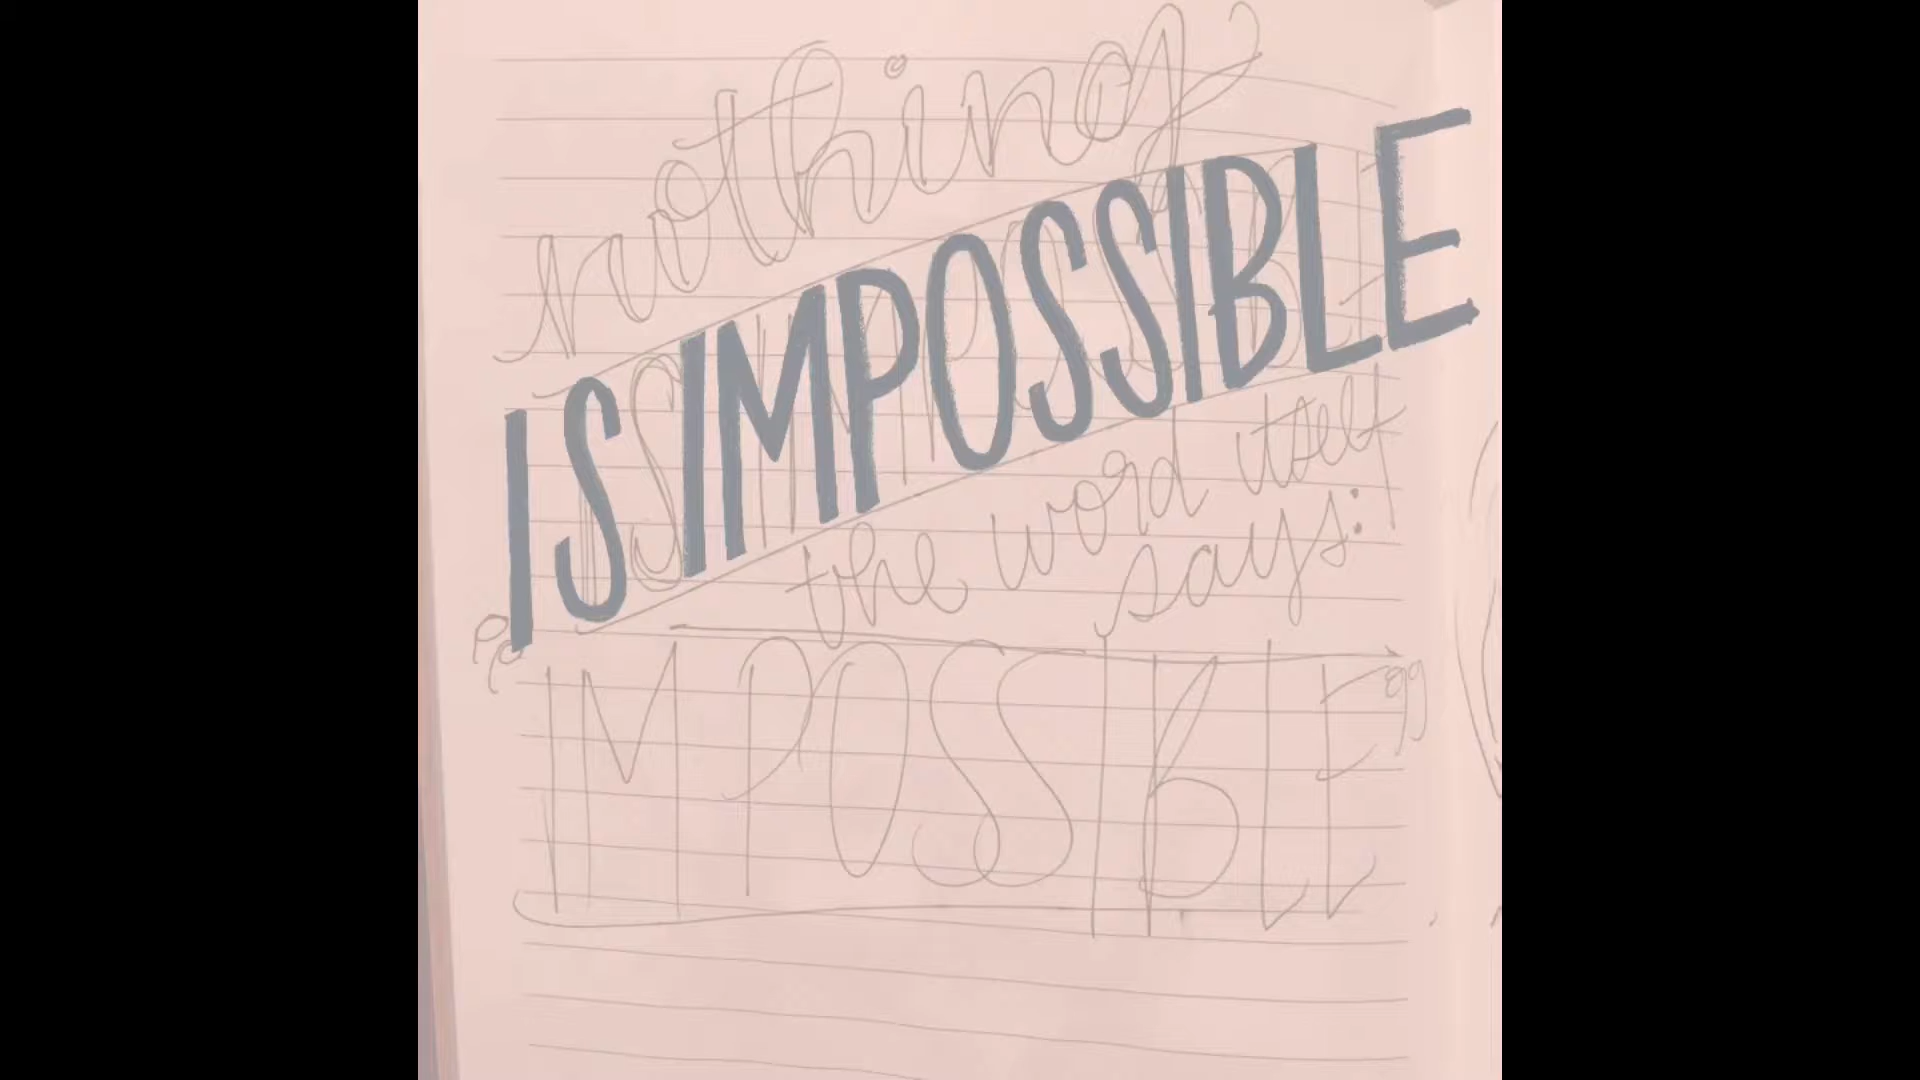 nothing
IS IMPOSSIBLE
the word itself
says:
"IMPOSSIBLE"